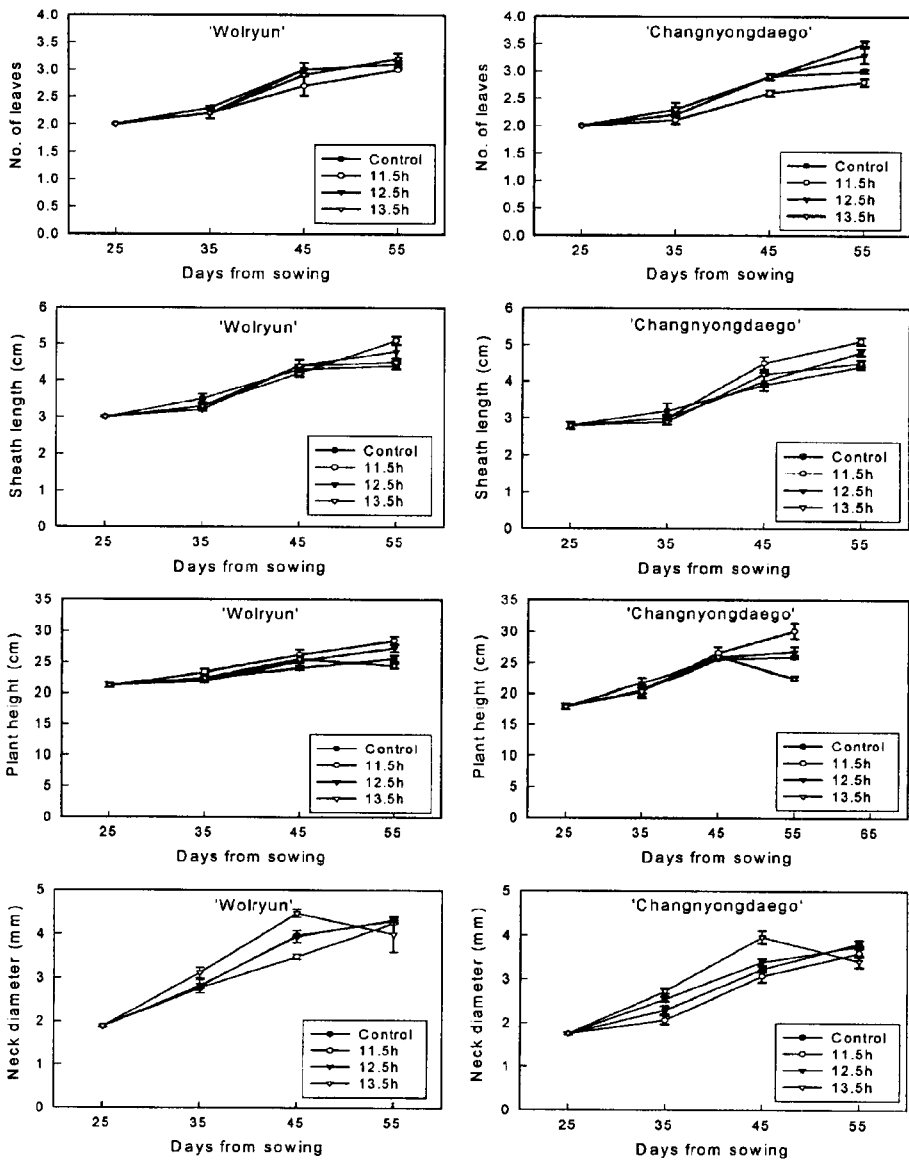 'Wolryun'
No. of leaves
4.0
3.5
3.0
2.5
2.0
1.5
1.0
0.5
0.0
Control
11.5h
12.5h
13.5h
25 35 45 55
Days from sowing
'Changnyongdaego'
No. of leaves
4.0
3.5
3.0
2.5
2.0
1.5
1.0
0.5
0.0
Control
11.5h
12.5h
13.5h
25 35 45 55
Days from sowing
'Wolryun'
Sheath length (cm)
6
5
4
3
2
1
0
Control
11.5h
12.5h
13.5h
25 35 45 55
Days from sowing
'Changnyongdaego'
Sheath length (cm)
6
5
4
3
2
1
0
Control
11.5h
12.5h
13.5h
25 35 45 55
Days from sowing
'Wolryun'
Plant height (cm)
35
30
25
20
15
10
5
0
Control
11.5h
12.5h
13.5h
25 35 45 55
Days from sowing
'Changnyongdaego'
Plant height (cm)
35
30
25
20
15
10
5
0
Control
11.5h
12.5h
13.5h
25 35 45 55 65
Days from sowing
'Wolryun'
Neck diameter (mm)
5
4
3
2
1
0
Control
11.5h
12.5h
13.5h
25 35 45 55
Days from sowing
'Changnyongdaego'
Neck diameter (mm)
5
4
3
2
1
0
Control
11.5h
12.5h
13.5h
25 35 45 55
Days from sowing